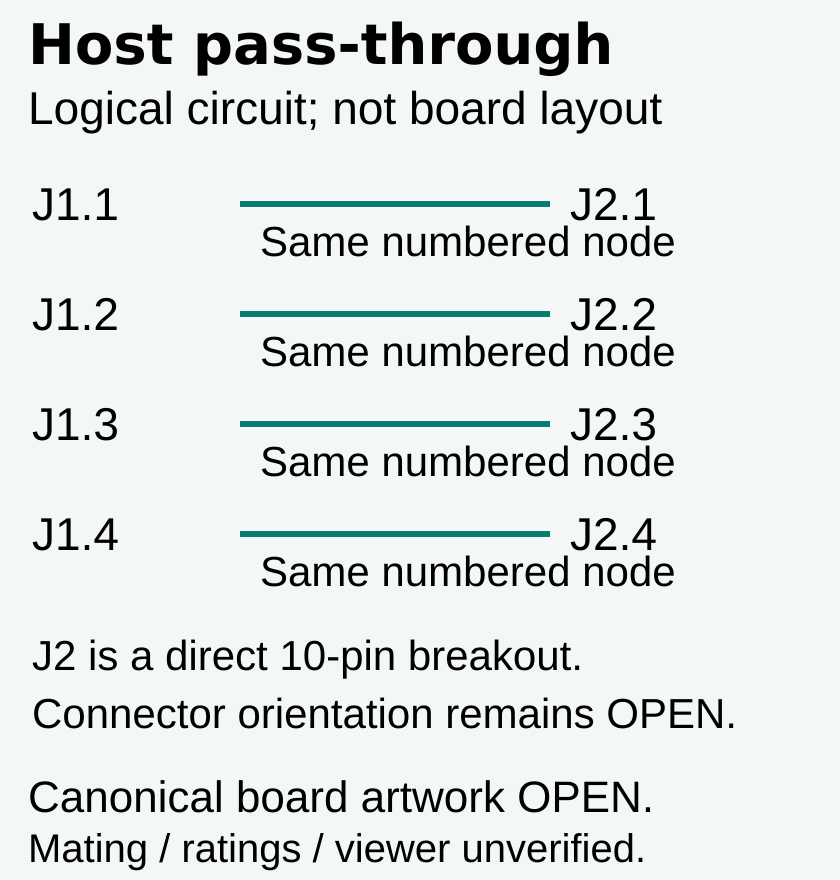 Host pass-through
Logical circuit; not board layout
J1.1 J2.1
Same numbered node
J1.2 J2.2
Same numbered node
J1.3 J2.3
Same numbered node
J1.4 J2.4
Same numbered node
J2 is a direct 10-pin breakout.
Connector orientation remains OPEN.
Canonical board artwork OPEN.
Mating / ratings / viewer unverified.